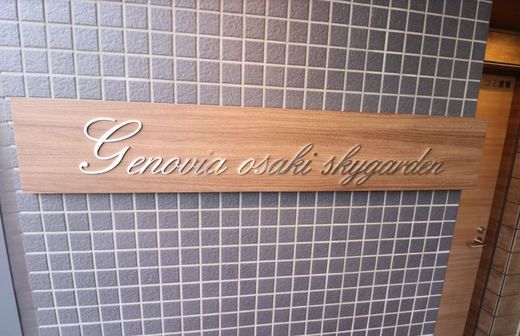 Genovia osaki skygarden